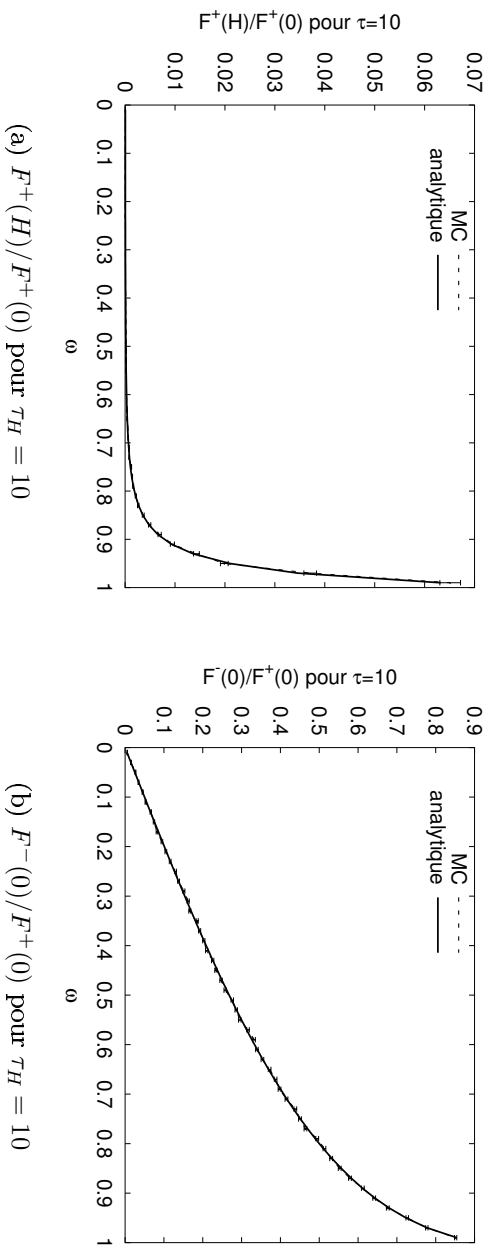 F⁺(H)/F⁺(0) pour τ=10
0.07
0.06
0.05
0.04
0.03
0.02
0.01
0
MC
analytique
0 0.1 0.2 0.3 0.4 0.5 0.6 0.7 0.8 0.9 1
ω
(a) F⁺(H)/F⁺(0) pour τ_H = 10
F⁻(0)/F⁺(0) pour τ=10
0.9
0.8
0.7
0.6
0.5
0.4
0.3
0.2
0.1
0
MC
analytique
0 0.1 0.2 0.3 0.4 0.5 0.6 0.7 0.8 0.9 1
ω
(b) F⁻(0)/F⁺(0) pour τ_H = 10